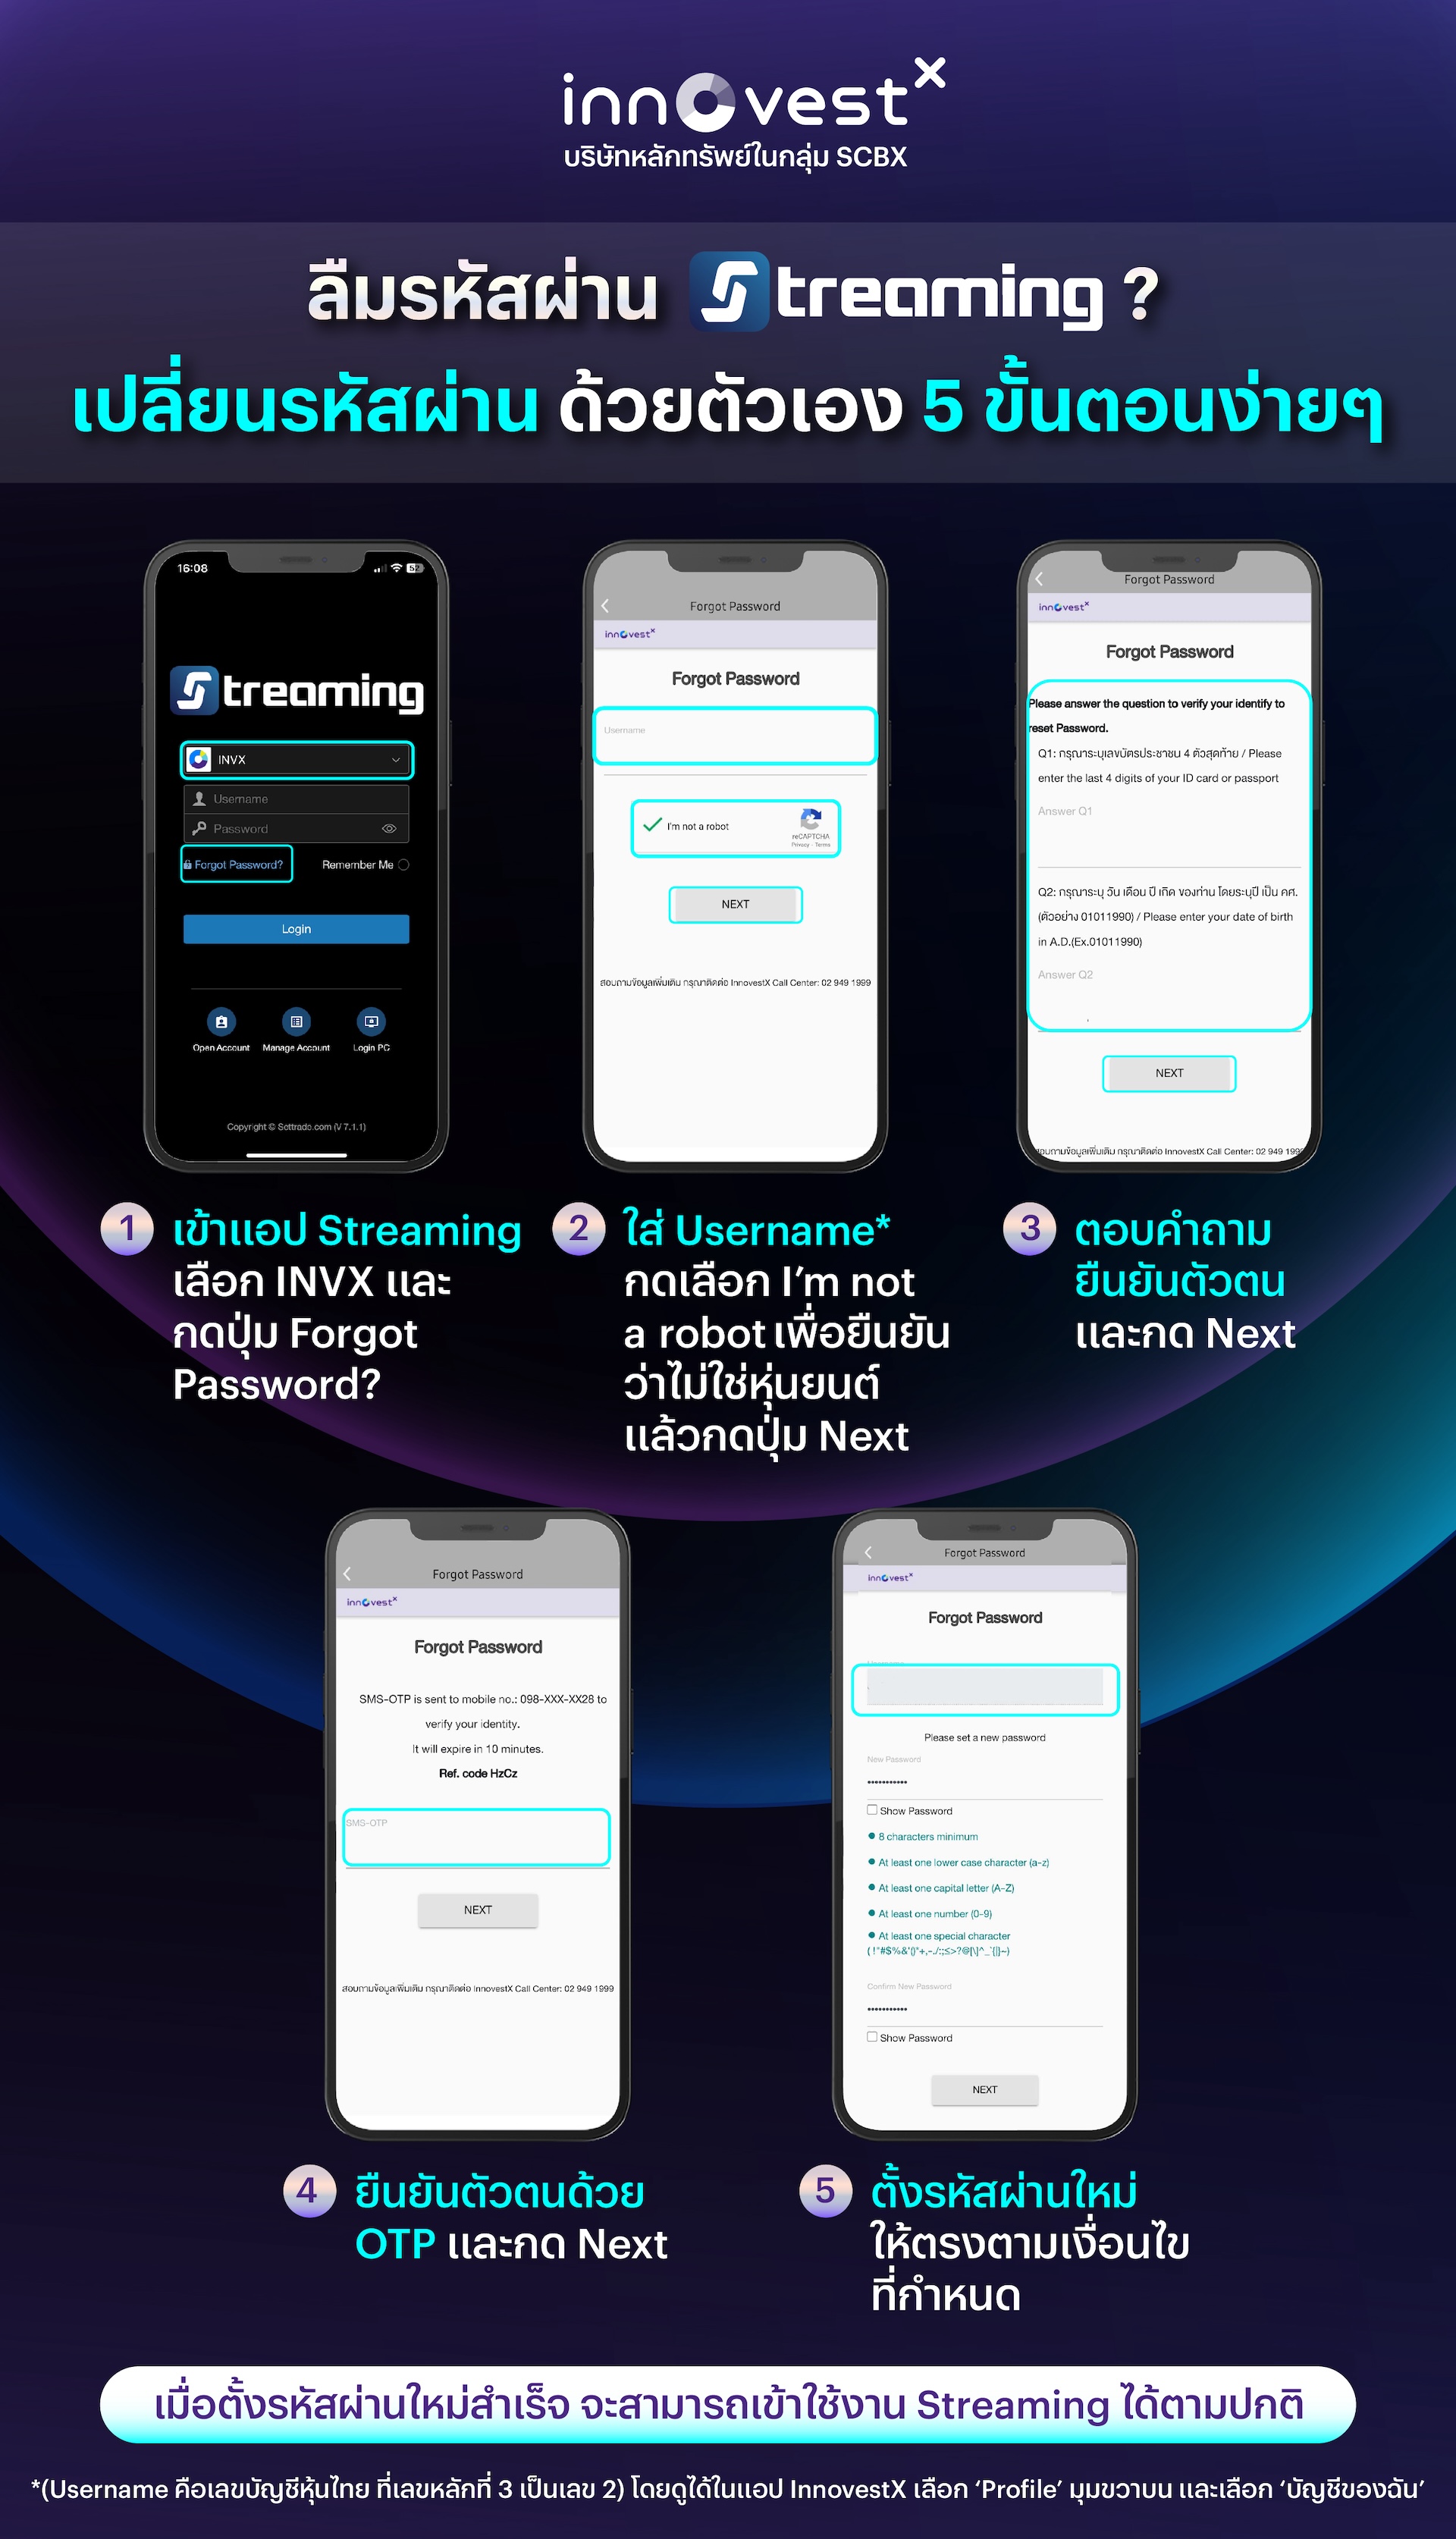 innovestx
บริษัทหลักทรัพย์ในกลุ่ม SCBX
ลืมรหัสผ่าน Streaming ?
เปลี่ยนรหัสผ่าน ด้วยตัวเอง 5 ขั้นตอนง่ายๆ
16:08
52
Streaming
INVX
Username
Password
Forgot Password?
Remember Me
Login
Open Account
Manage Account
Login PC
Copyright © Settrade.com (V 7.1.1)
Forgot Password
innovestx
Forgot Password
Username
I'm not a robot
reCAPTCHA
Privacy - Terms
NEXT
สอบถามข้อมูลเพิ่มเติม กรุณาติดต่อ InnovestX Call Center: 02 949 1999
Forgot Password
innovestx
Forgot Password
Please answer the question to verify your identify to
reset Password.
Q1: กรุณาระบุเลขบัตรประชาชน 4 ตัวสุดท้าย / Please
enter the last 4 digits of your ID card or passport
Answer Q1
Q2: กรุณาระบุ วัน เดือน ปี เกิด ของท่าน โดยระบุปี เป็น คศ.
(ตัวอย่าง 01011990) / Please enter your date of birth
in A.D.(Ex.01011990)
Answer Q2
NEXT
สอบถามข้อมูลเพิ่มเติม กรุณาติดต่อ InnovestX Call Center: 02 949 1999
1 เข้าแอป Streaming
เลือก INVX และ
กดปุ่ม Forgot
Password?
2 ใส่ Username*
กดเลือก I’m not
a robot เพื่อยืนยัน
ว่าไม่ใช่หุ่นยนต์
แล้วกดปุ่ม Next
3 ตอบคำถาม
ยืนยันตัวตน
และกด Next
Forgot Password
innovestx
Forgot Password
SMS-OTP is sent to mobile no.: 098-XXX-XX28 to
verify your identity.
It will expire in 10 minutes.
Ref. code HzCz
SMS-OTP
NEXT
สอบถามข้อมูลเพิ่มเติม กรุณาติดต่อ InnovestX Call Center: 02 949 1999
Forgot Password
innovestx
Forgot Password
Username
Please set a new password
New Password
•••••••••••
Show Password
• 8 characters minimum
• At least one lower case character (a-z)
• At least one capital letter (A-Z)
• At least one number (0-9)
• At least one special character
( !"#$%&'()*+,-./:;≤>?@[\]^_`{|}~)
Confirm New Password
•••••••••••
Show Password
NEXT
4 ยืนยันตัวตนด้วย
OTP และกด Next
5 ตั้งรหัสผ่านใหม่
ให้ตรงตามเงื่อนไข
ที่กำหนด
เมื่อตั้งรหัสผ่านใหม่สำเร็จ จะสามารถเข้าใช้งาน Streaming ได้ตามปกติ
*(Username คือเลขบัญชีหุ้นไทย ที่เลขหลักที่ 3 เป็นเลข 2) โดยดูได้ในแอป InnovestX เลือก ‘Profile’ มุมขวาบน และเลือก ‘บัญชีของฉัน’